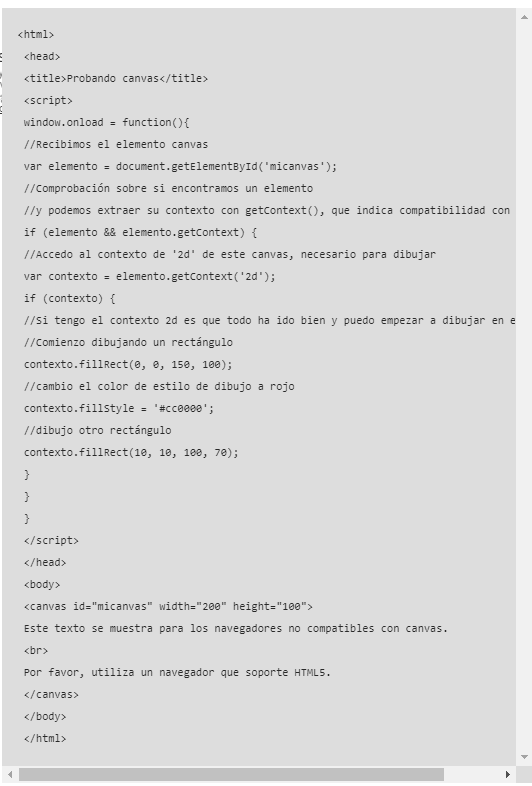 <html>
<head>
<title>Probando canvas</title>
<script>
window.onload = function(){
//Recibimos el elemento canvas
var elemento = document.getElementById('micanvas');
//Comprobación sobre si encontramos un elemento
//y podemos extraer su contexto con getContext(), que indica compatibilidad con
if (elemento && elemento.getContext) {
//Accedo al contexto de '2d' de este canvas, necesario para dibujar
var contexto = elemento.getContext('2d');
if (contexto) {
//Si tengo el contexto 2d es que todo ha ido bien y puedo empezar a dibujar en e
//Comienzo dibujando un rectángulo
contexto.fillRect(0, 0, 150, 100);
//cambio el color de estilo de dibujo a rojo
contexto.fillStyle = '#cc0000';
//dibujo otro rectángulo
contexto.fillRect(10, 10, 100, 70);
}
}
}
</script>
</head>
<body>
<canvas id="micanvas" width="200" height="100">
Este texto se muestra para los navegadores no compatibles con canvas.
<br>
Por favor, utiliza un navegador que soporte HTML5.
</canvas>
</body>
</html>